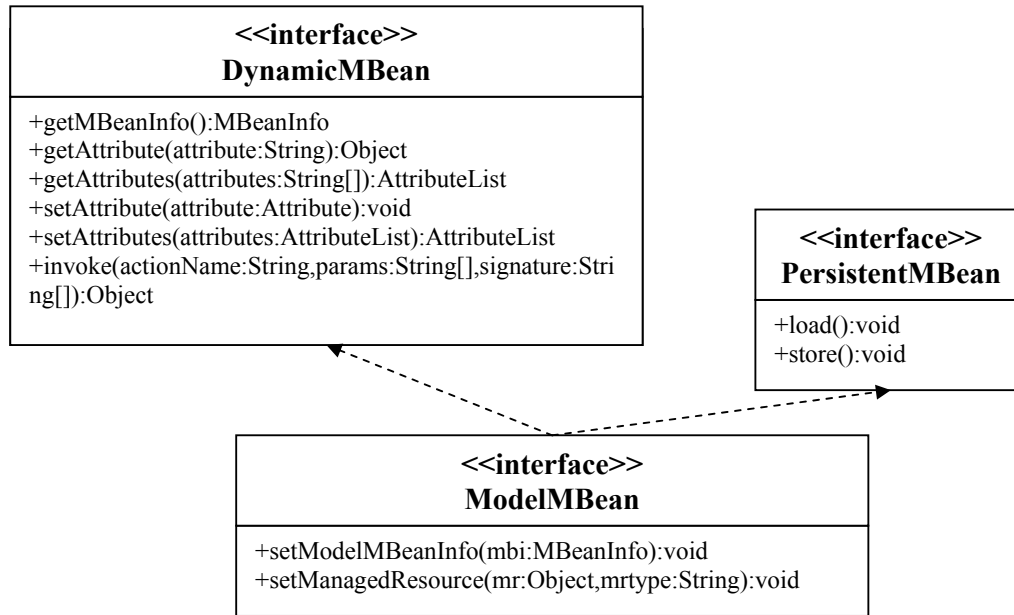 <<interface>>
DynamicMBean
+getMBeanInfo():MBeanInfo
+getAttribute(attribute:String):Object
+getAttributes(attributes:String[]):AttributeList
+setAttribute(attribute:Attribute):void
+setAttributes(attributes:AttributeList):AttributeList
+invoke(actionName:String,params:String[],signature:Stri
ng[]):Object
<<interface>>
PersistentMBean
+load():void
+store():void
<<interface>>
ModelMBean
+setModelMBeanInfo(mbi:MBeanInfo):void
+setManagedResource(mr:Object,mrtype:String):void